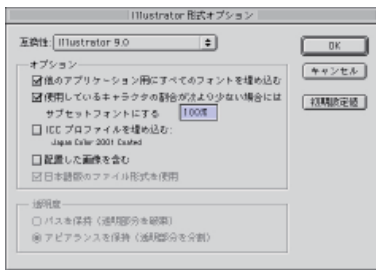 Illustrator 形式オプション
互換性: Illustrator 9.0
OK
オプション
キャンセル
他のアプリケーション用にすべてのフォントを埋め込む
使用しているキャラクタの割合が次より少ない場合には
サブセットフォントにする 100%
初期設定値
ICC プロファイルを埋め込む:
Japan Color 2001 Coated
配置した画像を含む
日本語版のファイル形式を使用
透明度
パスを保持（透明部分を破棄）
アピアランスを保持（透明部分を分割）